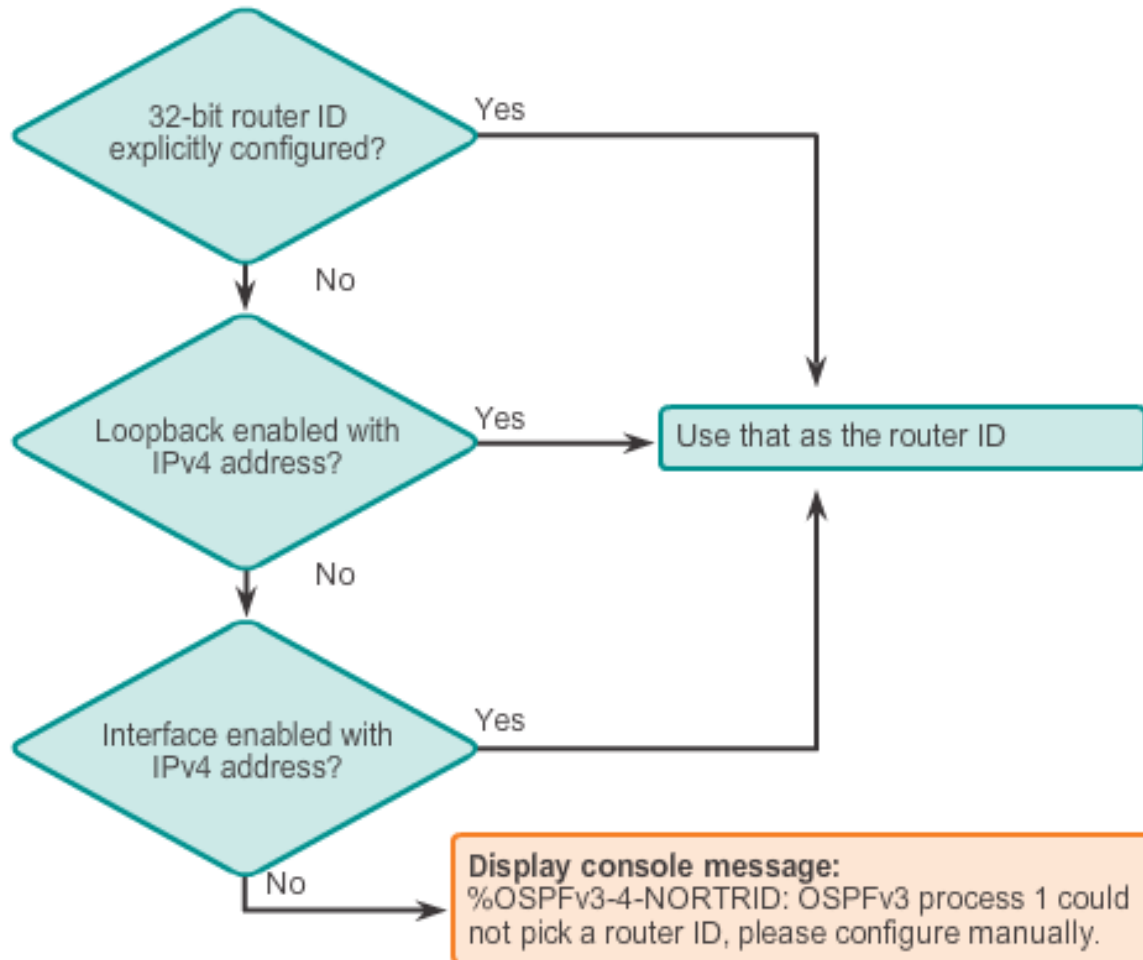 32-bit router ID
explicitly configured?
Yes
No
Loopback enabled with
IPv4 address?
Yes
Use that as the router ID
No
Interface enabled with
IPv4 address?
Yes
No
Display console message:
%OSPFv3-4-NORTRID: OSPFv3 process 1 could
not pick a router ID, please configure manually.